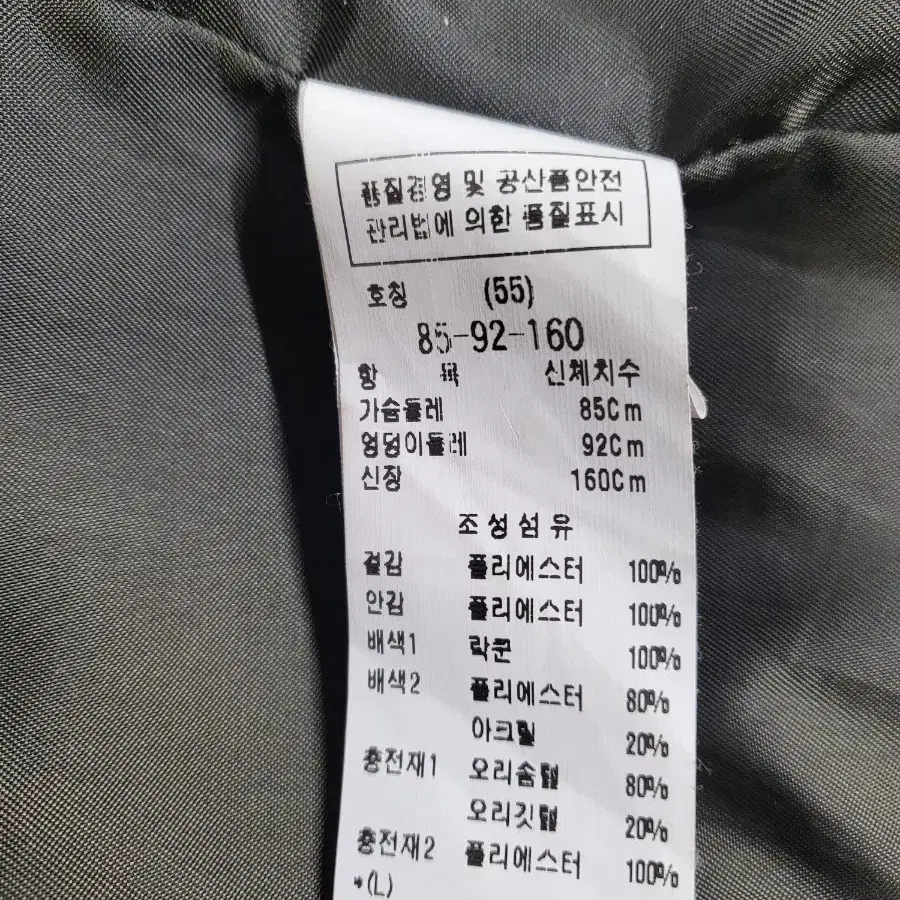 품질경영 및 공산품안전
관리법에 의한 품질표시
호칭 (55)
85-92-160
항 목 신체치수
가슴둘레 85Cm
엉덩이둘레 92Cm
신장 160Cm
조성섬유
겉감 폴리에스터 100%
안감 폴리에스터 100%
배색1 락쿤 100%
배색2 폴리에스터 80%
아크릴 20%
충전재1 오리솜털 80%
오리깃털 20%
충전재2 폴리에스터 100%
*(L)